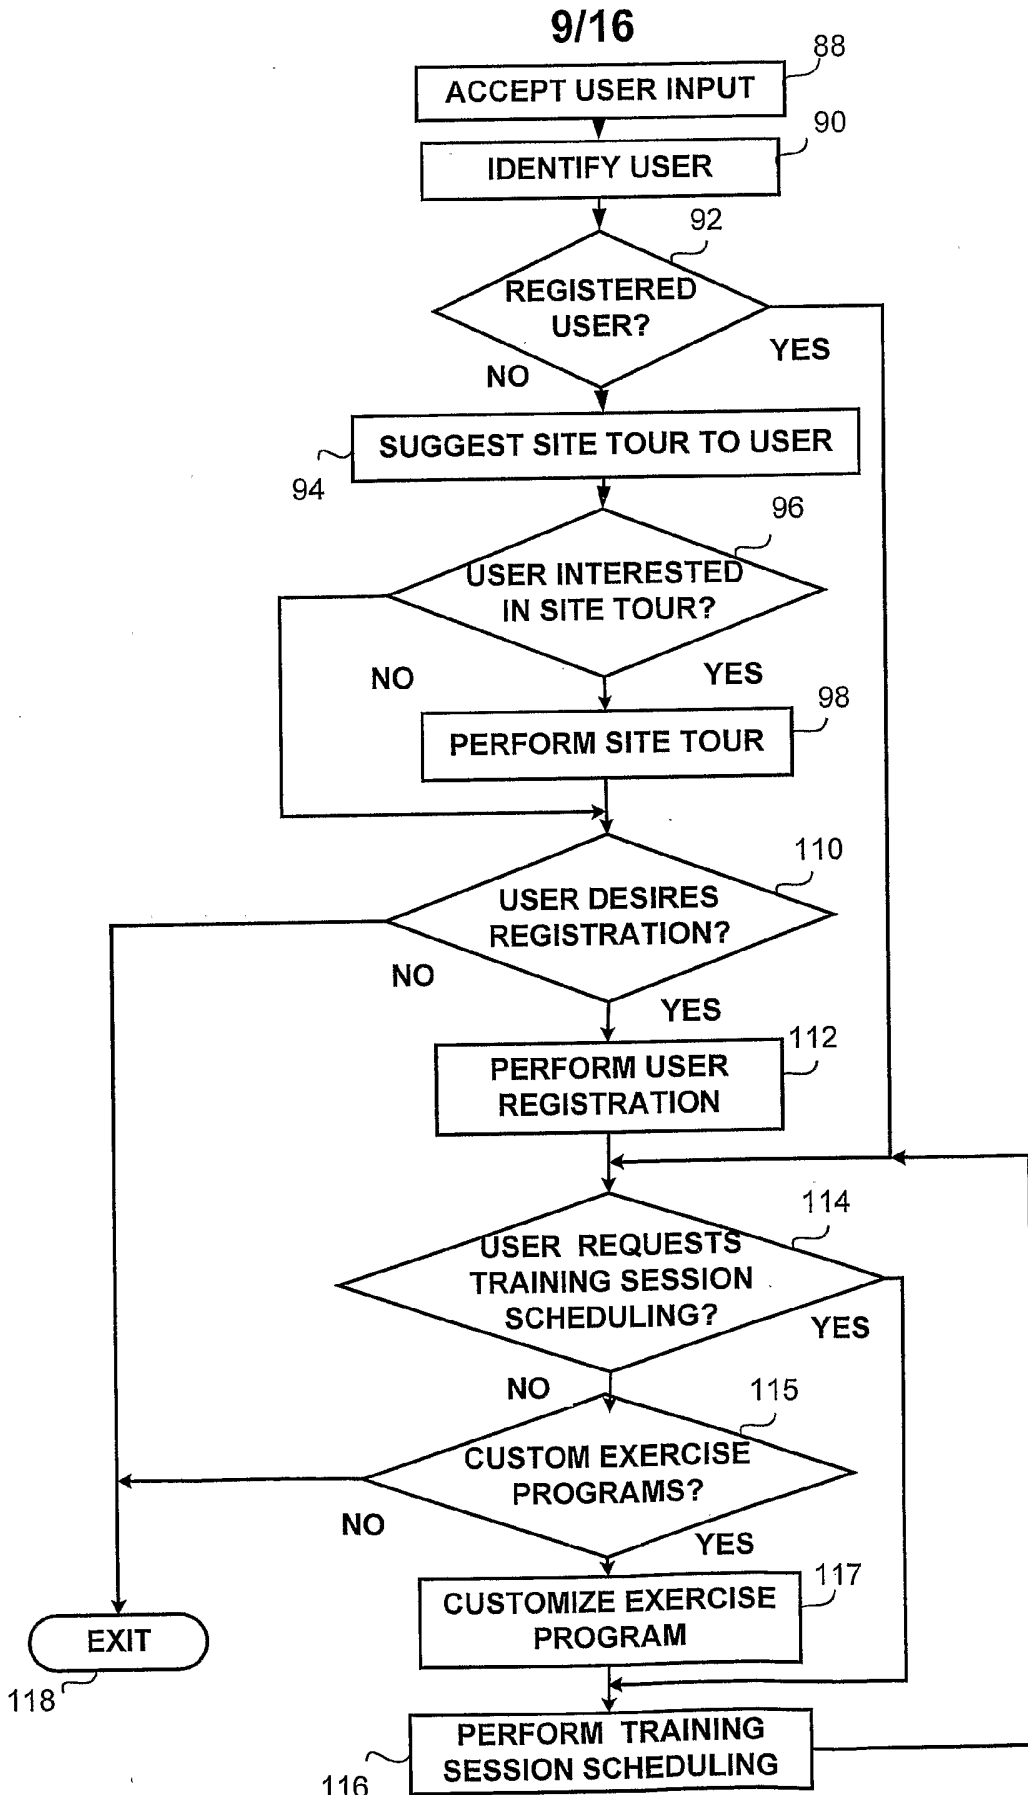 9/16
88
ACCEPT USER INPUT
90
IDENTIFY USER
92
REGISTERED
USER?
YES
NO
SUGGEST SITE TOUR TO USER
94
96
USER INTERESTED
IN SITE TOUR?
NO
YES
98
PERFORM SITE TOUR
110
USER DESIRES
REGISTRATION?
NO
YES
112
PERFORM USER
REGISTRATION
114
USER REQUESTS
TRAINING SESSION
SCHEDULING?
YES
NO
115
CUSTOM EXERCISE
PROGRAMS?
NO
YES
117
CUSTOMIZE EXERCISE
PROGRAM
EXIT
118
PERFORM TRAINING
SESSION SCHEDULING
116